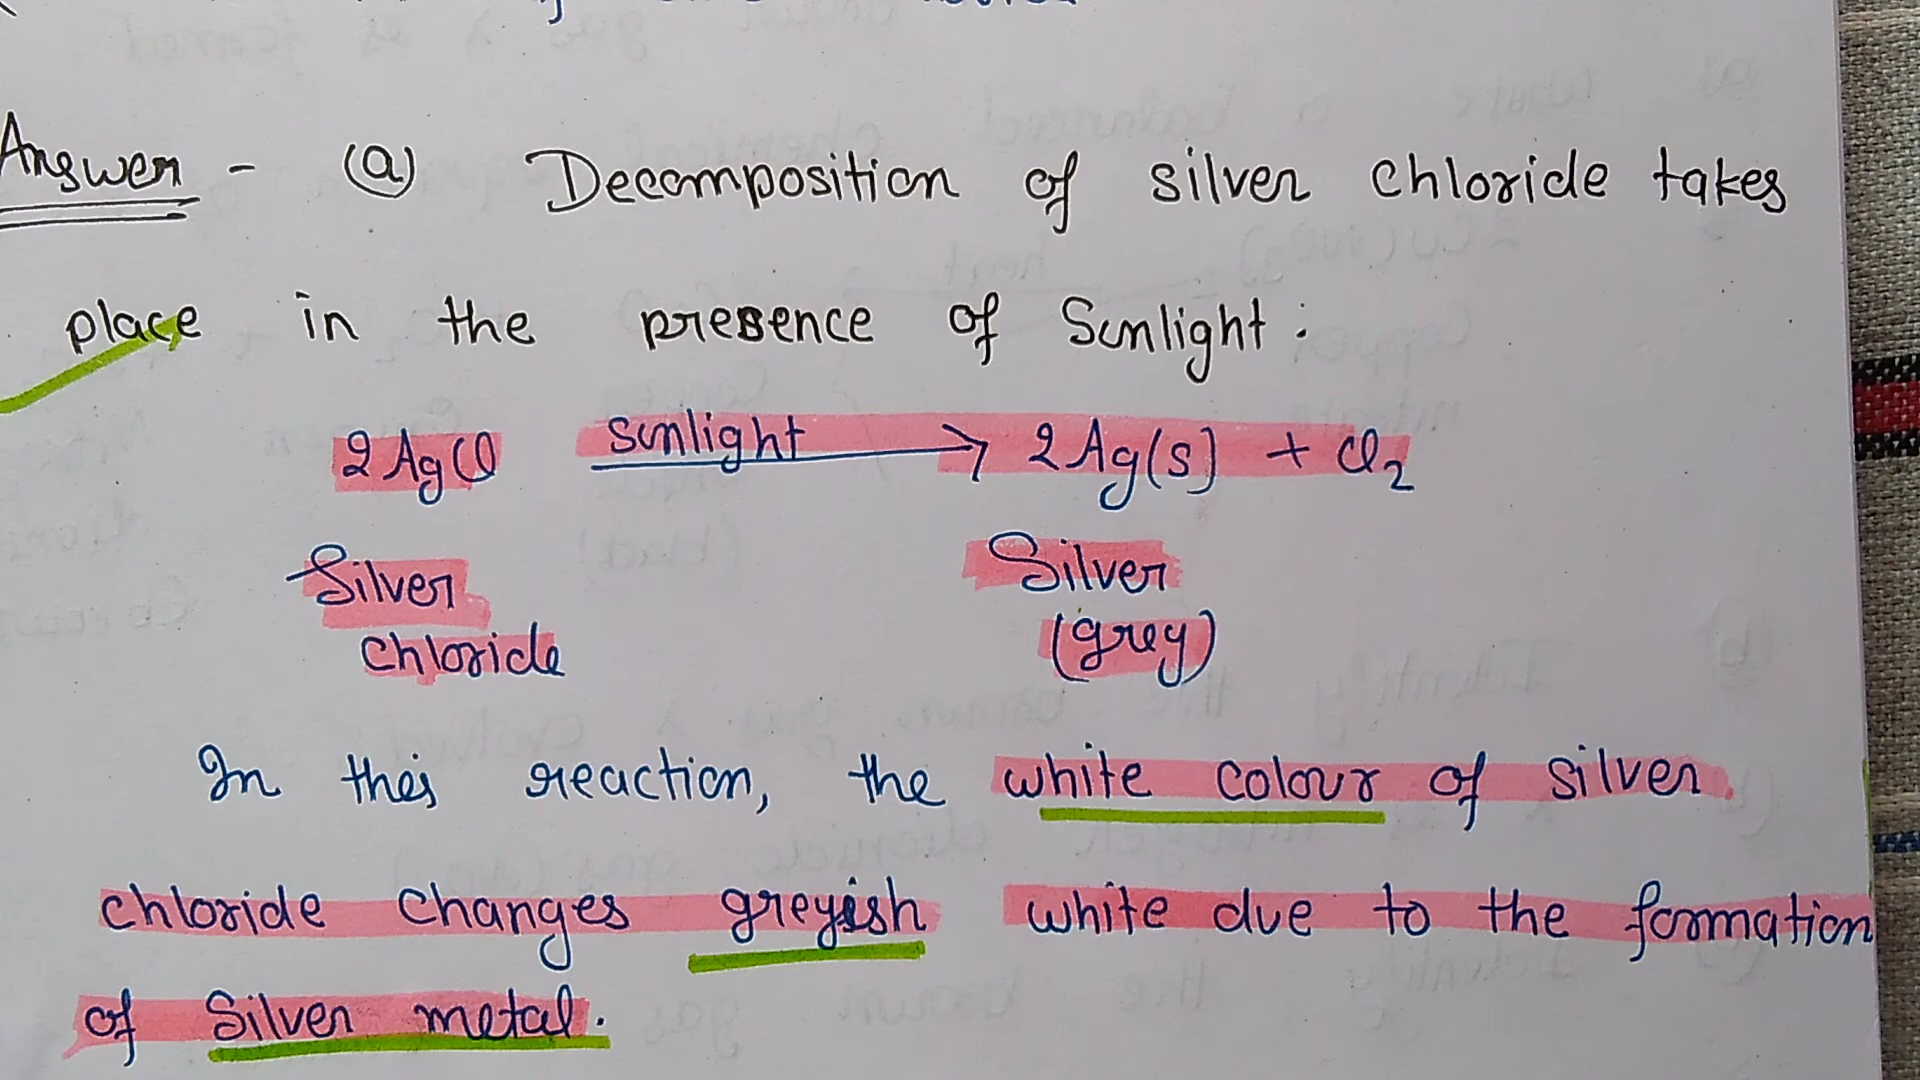 Answer - (a) Decomposition of silver chloride takes
place in the presence of Sunlight :
2AgCl sunlight → 2Ag(s) + Cl₂
Silver Silver
chloride (grey)
In this reaction, the white colour of silver
chloride changes greyish white due to the formation
of Silver metal.